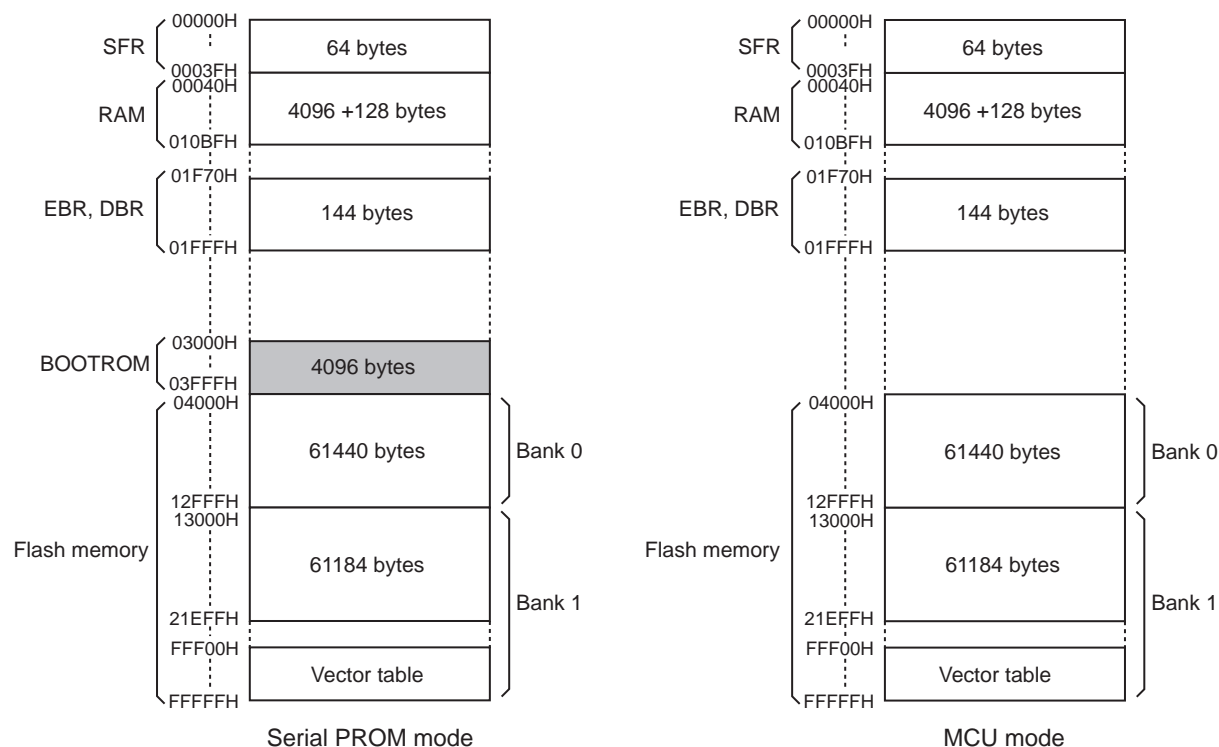 00000H
SFR
64 bytes
0003FH
00040H
RAM
4096 +128 bytes
010BFH
01F70H
EBR, DBR
144 bytes
01FFFH
03000H
BOOTROM
4096 bytes
03FFFH
04000H
61440 bytes
Bank 0
12FFFH
13000H
Flash memory
61184 bytes
Bank 1
21EFFH
FFF00H
Vector table
FFFFFH
Serial PROM mode
00000H
SFR
64 bytes
0003FH
00040H
RAM
4096 +128 bytes
010BFH
01F70H
EBR, DBR
144 bytes
01FFFH
04000H
61440 bytes
Bank 0
12FFFH
13000H
Flash memory
61184 bytes
Bank 1
21EFFH
FFF00H
Vector table
FFFFFH
MCU mode